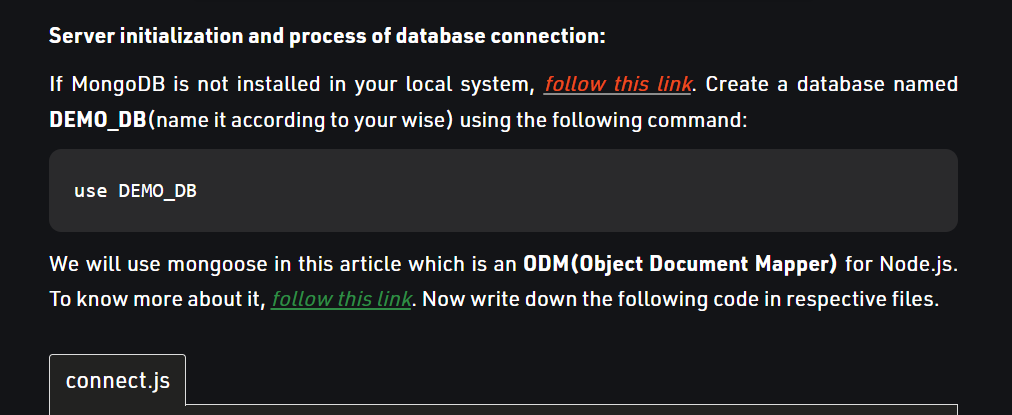 Server initialization and process of database connection:
If MongoDB is not installed in your local system, follow this link. Create a database named
DEMO_DB(name it according to your wise) using the following command:
use DEMO_DB
We will use mongoose in this article which is an ODM(Object Document Mapper) for Node.js.
To know more about it, follow this link. Now write down the following code in respective files.
connect.js